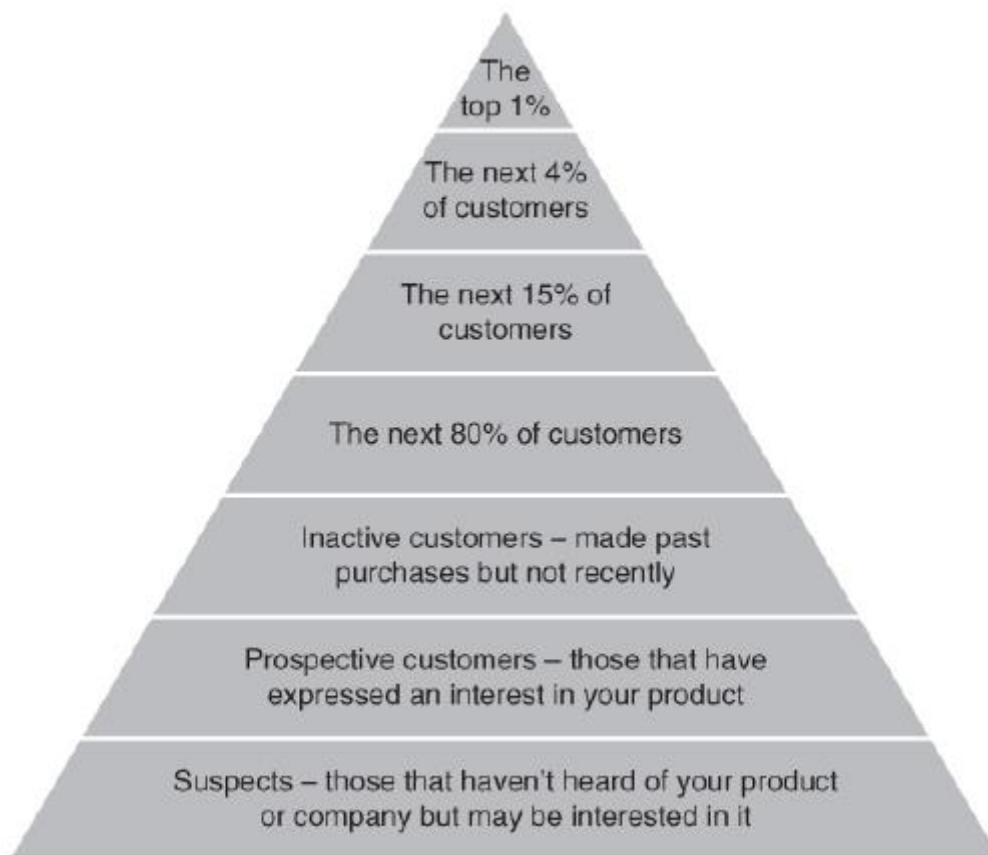 The
top 1%
The next 4%
of customers
The next 15% of
customers
The next 80% of customers
Inactive customers – made past
purchases but not recently
Prospective customers – those that have
expressed an interest in your product
Suspects – those that haven't heard of your product
or company but may be interested in it